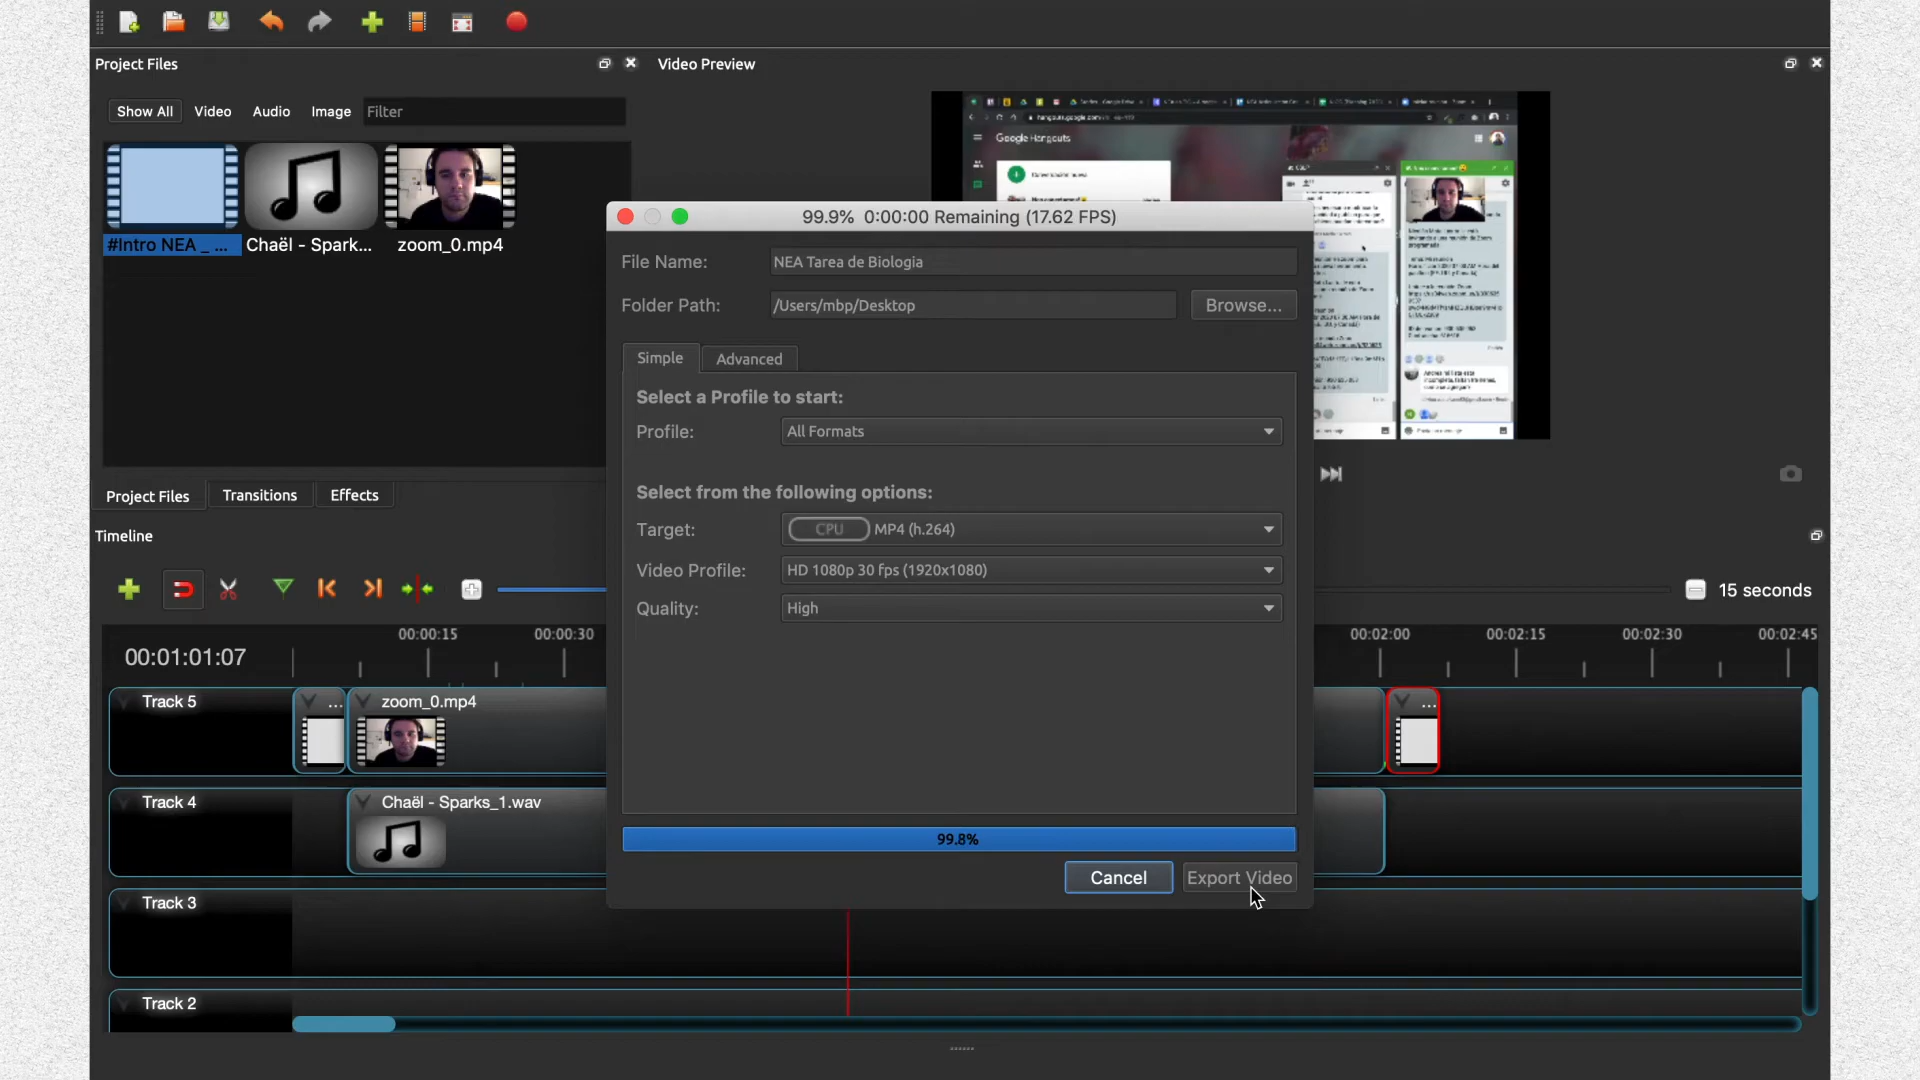 Project Files
Video Preview
Show All
Video
Audio
Image
Filter
#Intro NEA _ ...
Chaël - Spark...
zoom_0.mp4
Google Hangouts
99.9% 0:00:00 Remaining (17.62 FPS)
File Name:
NEA Tarea de Biologia
Folder Path:
/Users/mbp/Desktop
Browse...
Simple
Advanced
Select a Profile to start:
Profile:
All Formats
Select from the following options:
Target:
CPU
MP4 (h.264)
Video Profile:
HD 1080p 30 fps (1920x1080)
Quality:
High
99.8%
Cancel
Export Video
Project Files
Transitions
Effects
Timeline
15 seconds
00:01:01:07
00:00:15
00:00:30
00:02:00
00:02:15
00:02:30
00:02:45
Track 5
...
zoom_0.mp4
...
Track 4
Chaël - Sparks_1.wav
Track 3
Track 2